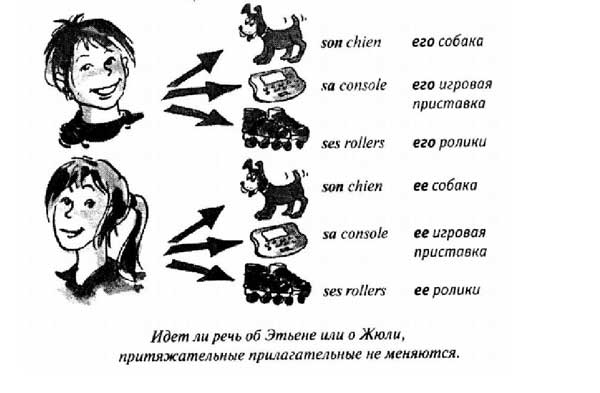 son chien его собака
sa console его игровая
приставка
ses rollers его ролики
son chien ее собака
sa console ее игровая
приставка
ses rollers ее ролики
Идет ли речь об Этьене или о Жюли,
притяжательные прилагательные не меняются.